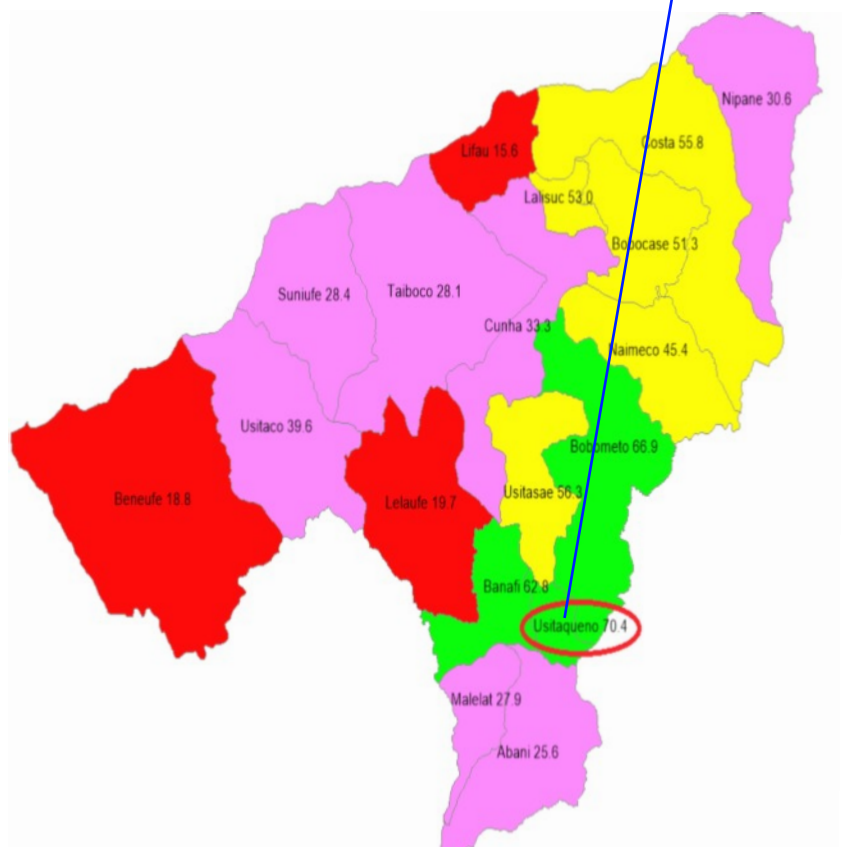 Nipane 30.6
Costa 55.8
Lifau 15.6
Lalisuc 53.0
Bobocase 51.3
Taiboco 28.1
Suniufe 28.4
Cunha 33.3
Naimeco 45.4
Usitaco 39.6
Bobometo 66.9
Usitasae 56.3
Beneufe 18.8
Lelaufe 19.7
Banafi 62.8
Usitaqueno 70.4
Malelat 27.9
Abani 25.6